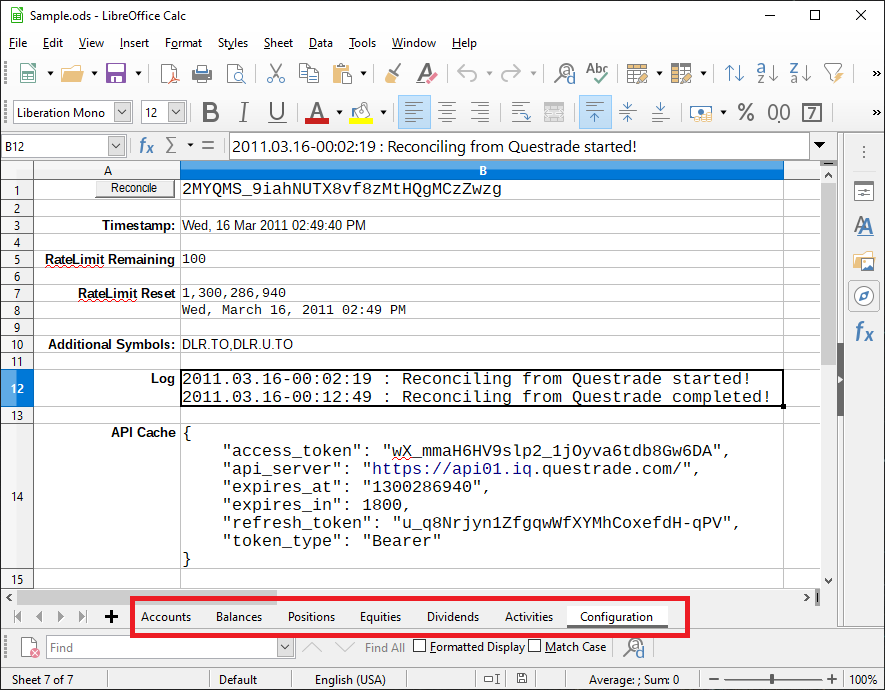 Sample.ods - LibreOffice Calc
File Edit View Insert Format Styles Sheet Data Tools Window Help
Abc
Liberation Mono 12 B I U A % 00 7
B12 fx Σ = 2011.03.16-00:02:19 : Reconciling from Questrade started!
A B
1 Reconcile 2MYQMS_9iahNUTX8vf8zMtHQgMCzZwzg
2
3 Timestamp: Wed, 16 Mar 2011 02:49:40 PM
4
5 RateLimit Remaining 100
6
7 RateLimit Reset 1,300,286,940
8 Wed, March 16, 2011 02:49 PM
9
10 Additional Symbols: DLR.TO,DLR.U.TO
11
12 Log 2011.03.16-00:02:19 : Reconciling from Questrade started!
2011.03.16-00:12:49 : Reconciling from Questrade completed!
13
14 API Cache {
"access_token": "wX_mmaH6HV9slp2_1jOyva6tdb8Gw6DA",
"api_server": "https://api01.iq.questrade.com/",
"expires_at": "1300286940",
"expires_in": 1800,
"refresh_token": "u_q8Nrjyn1ZfgqwWfXYMhCoxefdH-qPV",
"token_type": "Bearer"
}
15
Accounts Balances Positions Equities Dividends Activities Configuration
Find Find All Formatted Display Match Case
Sheet 7 of 7 Default English (USA) Average: ; Sum: 0 100%